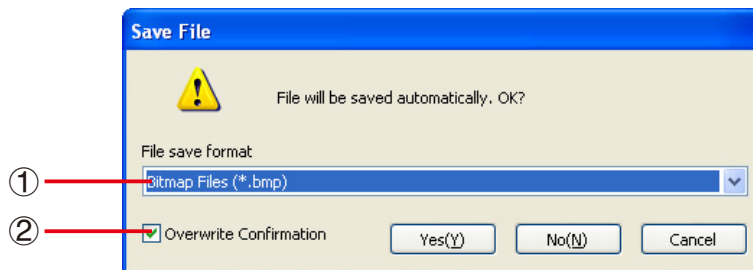 Save File
File will be saved automatically. OK?
File save format
① Bitmap Files (*.bmp)
② Overwrite Confirmation Yes(Y) No(N) Cancel